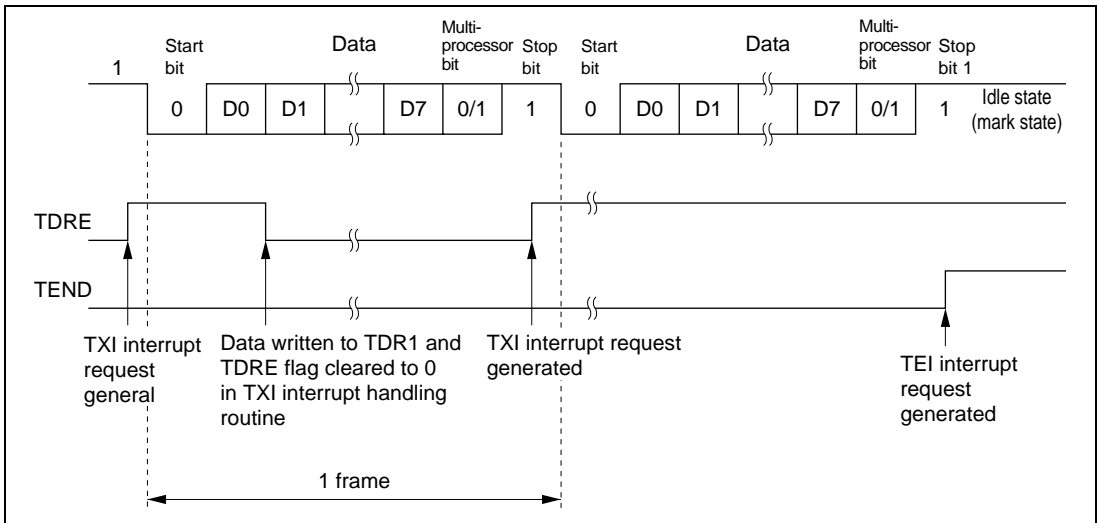 Start bit
Data
Multi-
processor bit
Stop bit
Start bit
Data
Multi-
processor bit
Stop bit 1
1
0 D0 D1 D7 0/1 1 0 D0 D1 D7 0/1 1
Idle state
(mark state)
TDRE
TEND
TXI interrupt
request
general
Data written to TDR1 and
TDRE flag cleared to 0
in TXI interrupt handling
routine
TXI interrupt request
generated
TEI interrupt
request
generated
1 frame